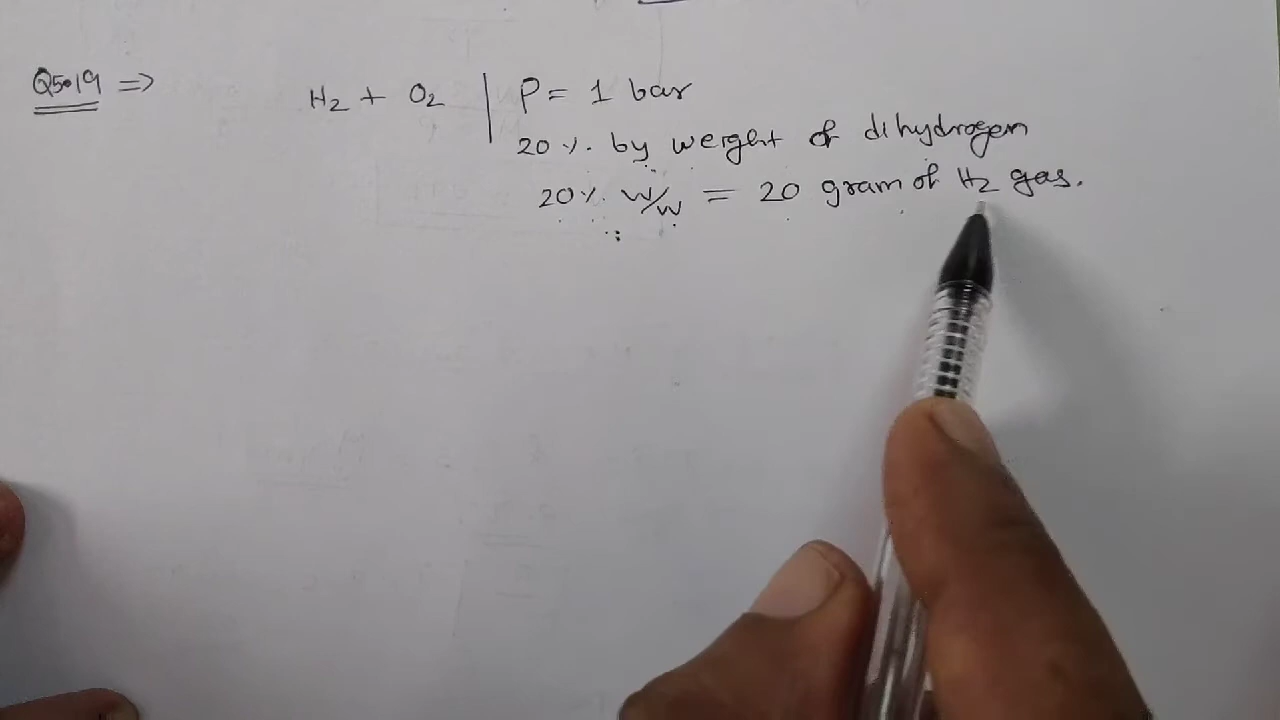 Q5.19 ⇒ H2 + O2 | P = 1 bar
20 %. by weight of dihydrogen
20 %. W/W = 20 gram of H2 gas.